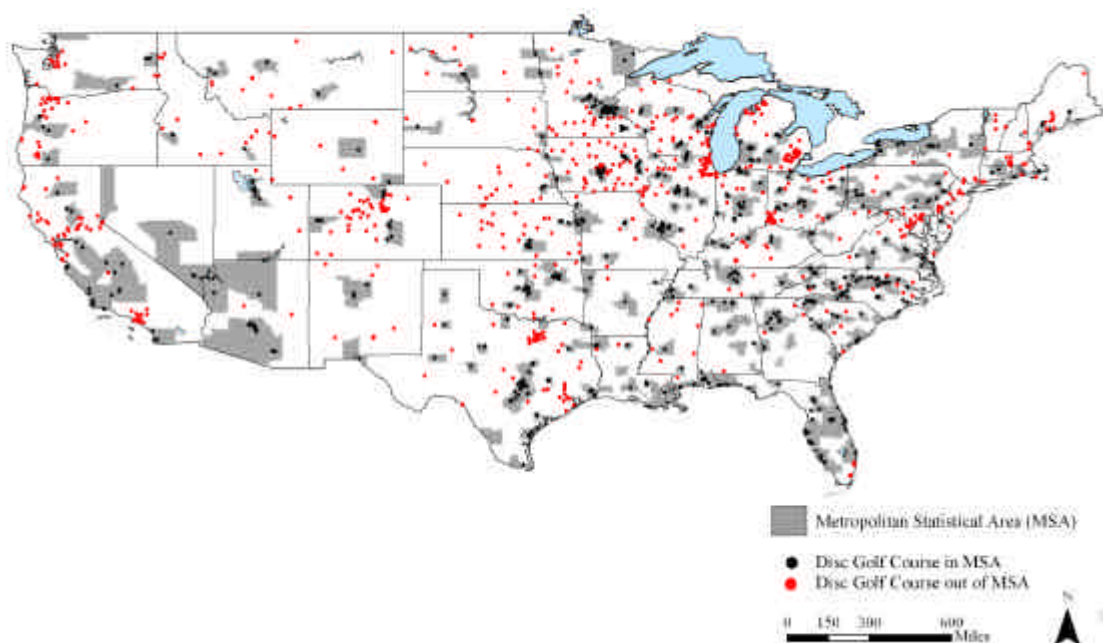 Metropolitan Statistical Area (MSA)
Disc Golf Course in MSA
Disc Golf Course out of MSA
N
0 150 300 600
Miles